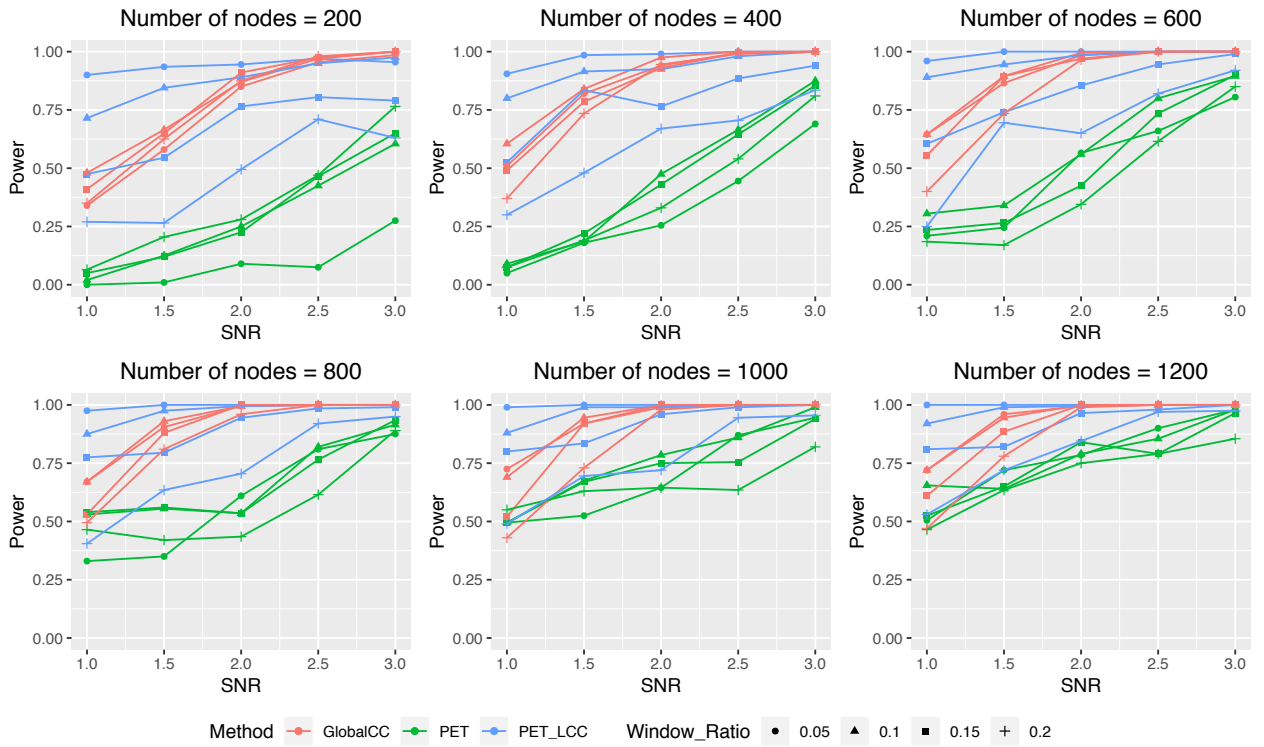 Number of nodes = 200
Number of nodes = 400
Number of nodes = 600
1.00
0.75
0.50
0.25
0.00
Power
1.0 1.5 2.0 2.5 3.0
SNR
1.00
0.75
0.50
0.25
0.00
Power
1.0 1.5 2.0 2.5 3.0
SNR
1.00
0.75
0.50
0.25
0.00
Power
1.0 1.5 2.0 2.5 3.0
SNR
Number of nodes = 800
Number of nodes = 1000
Number of nodes = 1200
1.00
0.75
0.50
0.25
0.00
Power
1.0 1.5 2.0 2.5 3.0
SNR
1.00
0.75
0.50
0.25
0.00
Power
1.0 1.5 2.0 2.5 3.0
SNR
1.00
0.75
0.50
0.25
0.00
Power
1.0 1.5 2.0 2.5 3.0
SNR
Method GlobalCC PET PET_LCC Window_Ratio 0.05 0.1 0.15 0.2